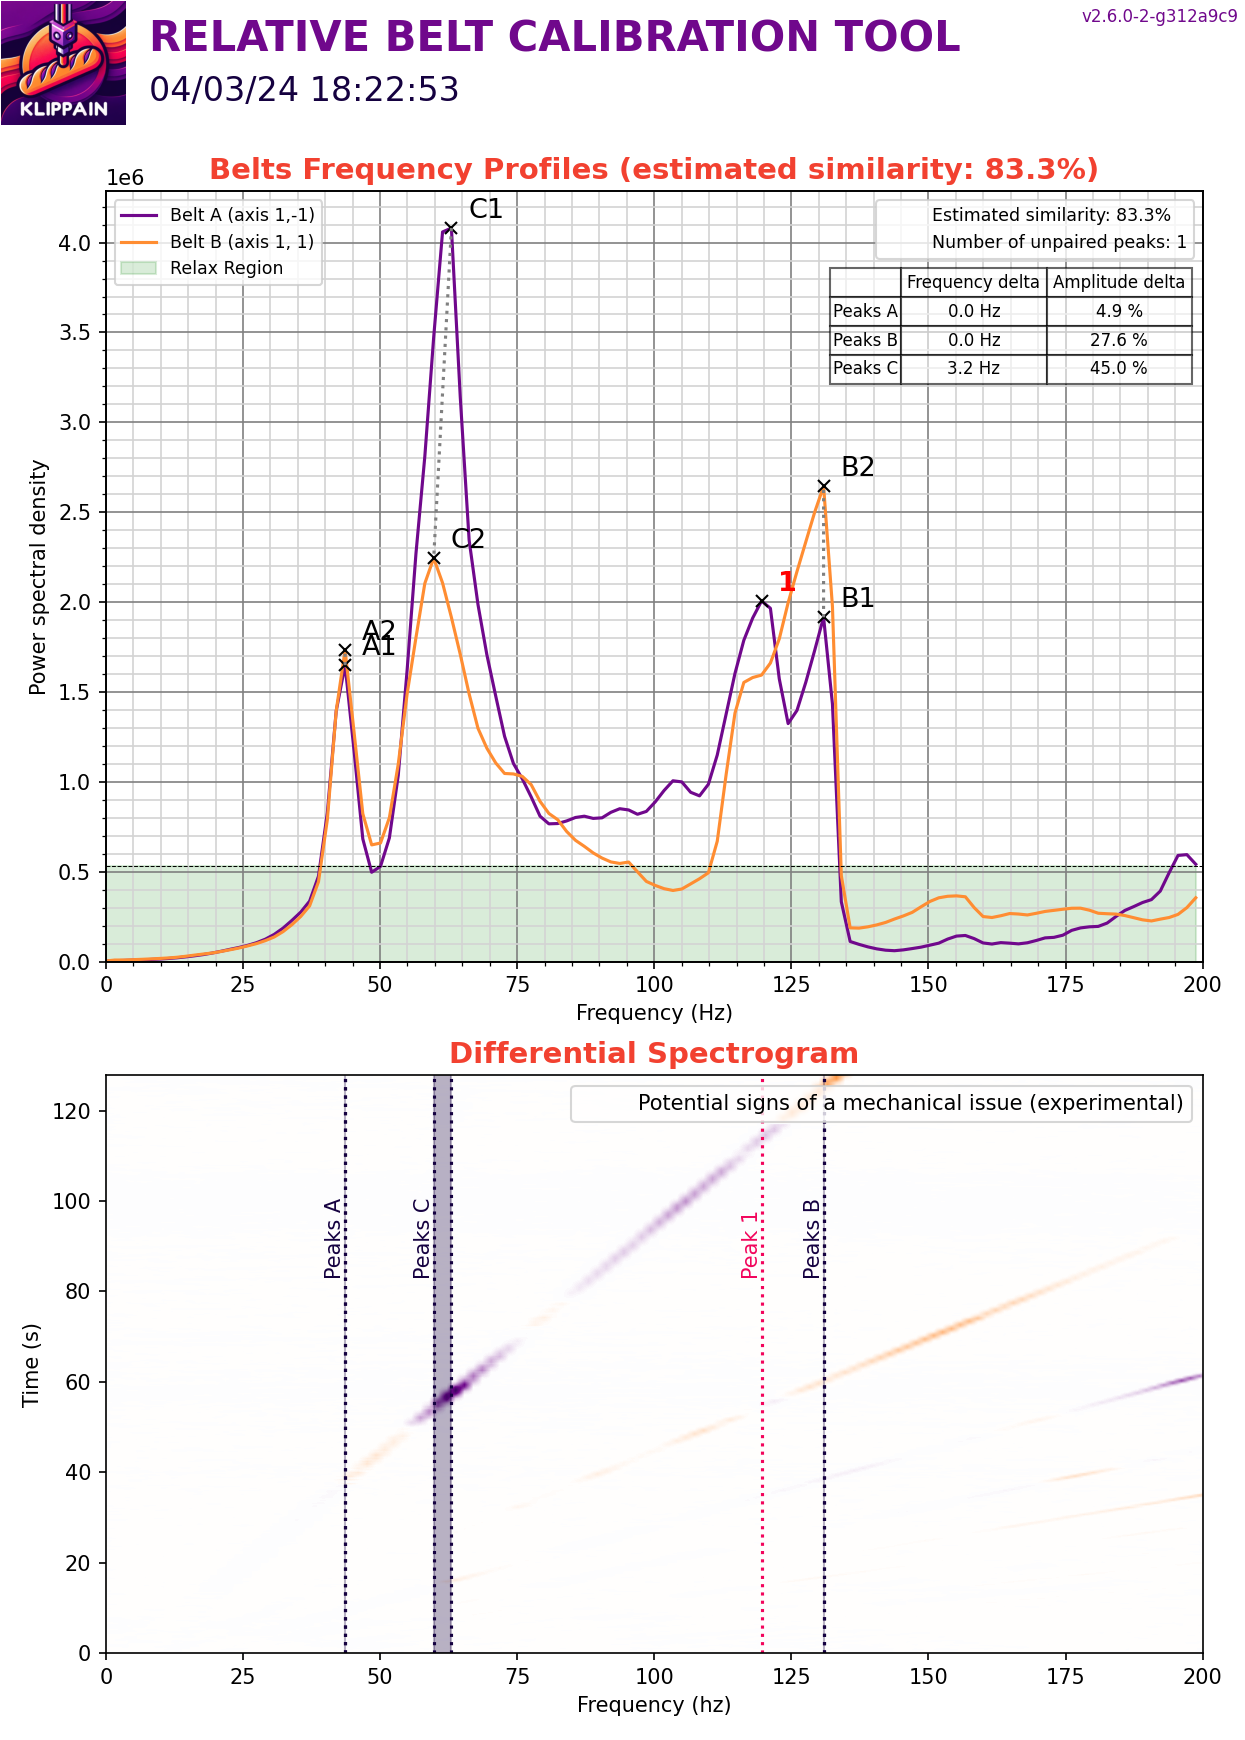 v2.6.0-2-g312a9c9
RELATIVE BELT CALIBRATION TOOL
04/03/24 18:22:53
KLIPPAIN
Belts Frequency Profiles (estimated similarity: 83.3%)
1e6
Belt A (axis 1,-1)
Belt B (axis 1, 1)
Relax Region
Estimated similarity: 83.3%
Number of unpaired peaks: 1
Frequency delta Amplitude delta
Peaks A 0.0 Hz 4.9 %
Peaks B 0.0 Hz 27.6 %
Peaks C 3.2 Hz 45.0 %
C1
B2
C2
1
B1
A2
A1
4.0
3.5
3.0
2.5
2.0
1.5
1.0
0.5
0.0
Power spectral density
0 25 50 75 100 125 150 175 200
Frequency (Hz)
Differential Spectrogram
Potential signs of a mechanical issue (experimental)
Peaks A
Peaks C
Peak 1
Peaks B
120
100
80
60
40
20
0
Time (s)
0 25 50 75 100 125 150 175 200
Frequency (hz)